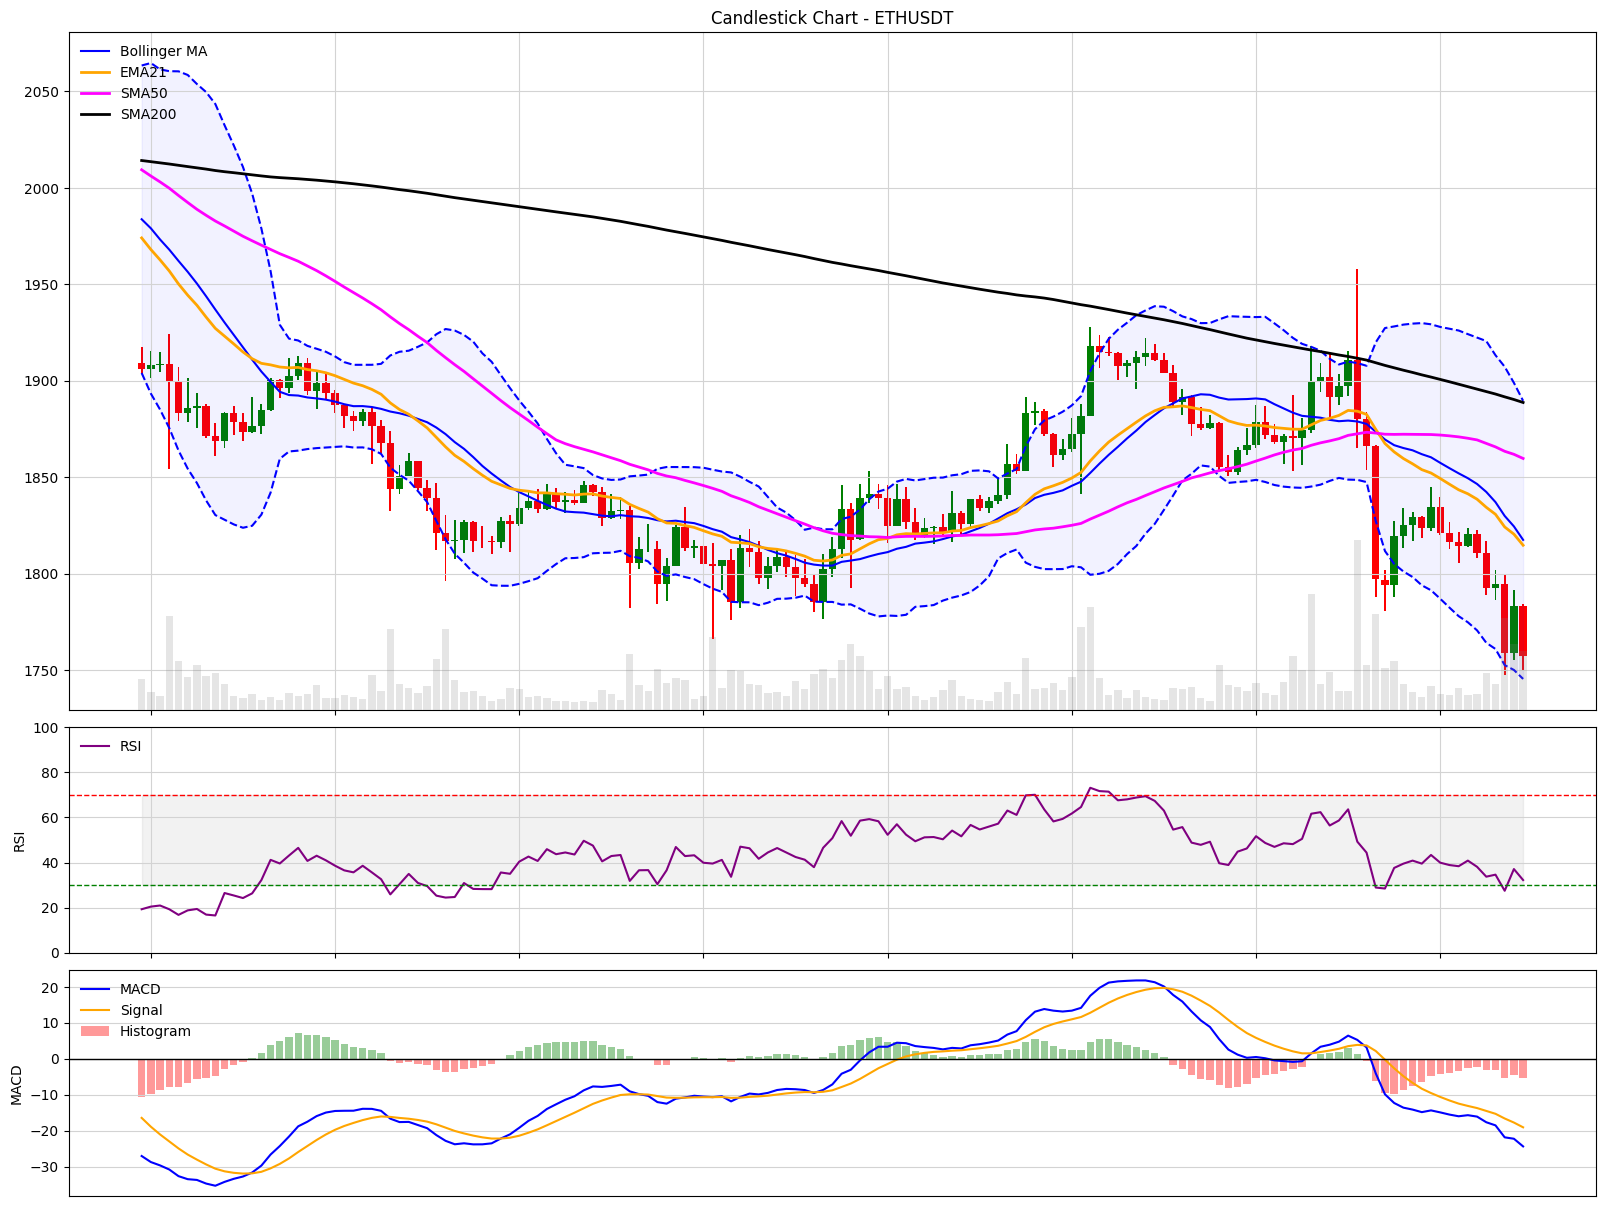 Candlestick Chart - ETHUSDT
Bollinger MA
EMA21
SMA50
SMA200
2050
2000
1950
1900
1850
1800
1750
RSI
RSI
100
80
60
40
20
0
MACD
MACD
Signal
Histogram
20
10
0
−10
−20
−30